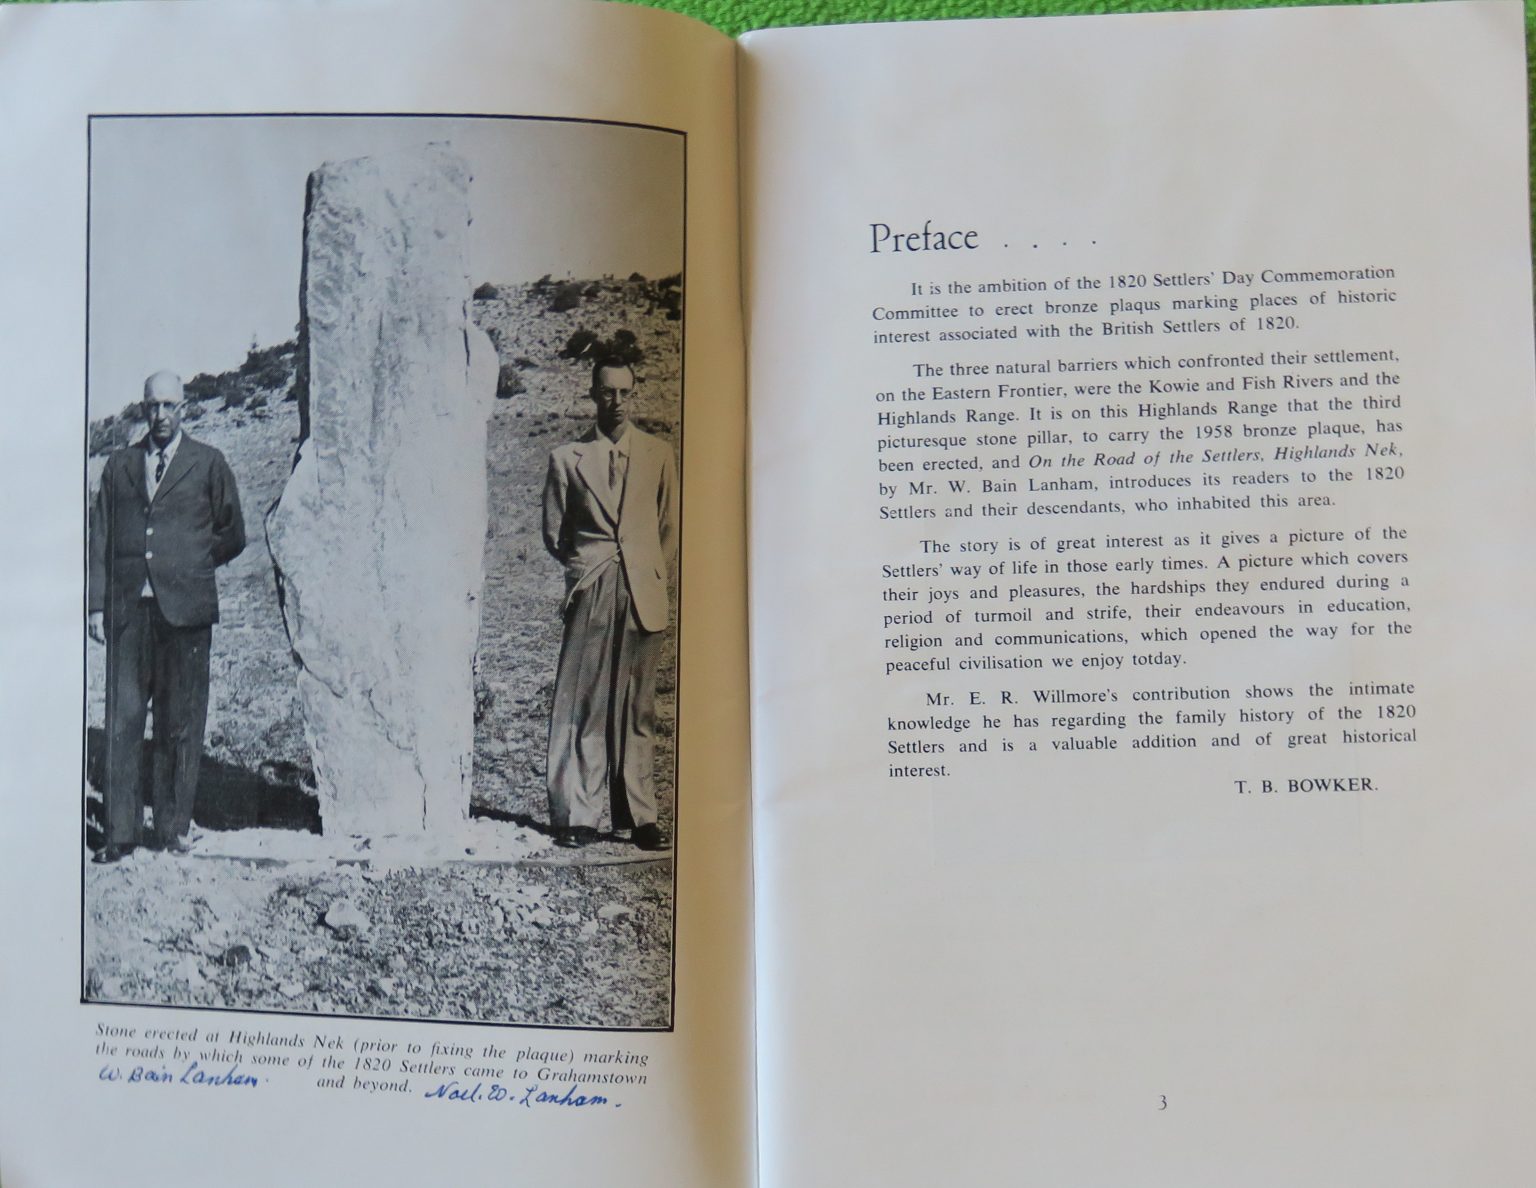 Stone erected at Highlands Nek (prior to fixing the plaque) marking
the roads by which some of the 1820 Settlers came to Grahamstown
and beyond.
W. Bain Lanham.
Noel. W. Lanham.
Preface . . . .
It is the ambition of the 1820 Settlers' Day Commemoration
Committee to erect bronze plaqus marking places of historic
interest associated with the British Settlers of 1820.
The three natural barriers which confronted their settlement,
on the Eastern Frontier, were the Kowie and Fish Rivers and the
Highlands Range. It is on this Highlands Range that the third
picturesque stone pillar, to carry the 1958 bronze plaque, has
been erected, and On the Road of the Settlers, Highlands Nek,
by Mr. W. Bain Lanham, introduces its readers to the 1820
Settlers and their descendants, who inhabited this area.
The story is of great interest as it gives a picture of the
Settlers' way of life in those early times. A picture which covers
their joys and pleasures, the hardships they endured during a
period of turmoil and strife, their endeavours in education,
religion and communications, which opened the way for the
peaceful civilisation we enjoy totday.
Mr. E. R. Willmore's contribution shows the intimate
knowledge he has regarding the family history of the 1820
Settlers and is a valuable addition and of great historical
interest.
T. B. BOWKER.
3